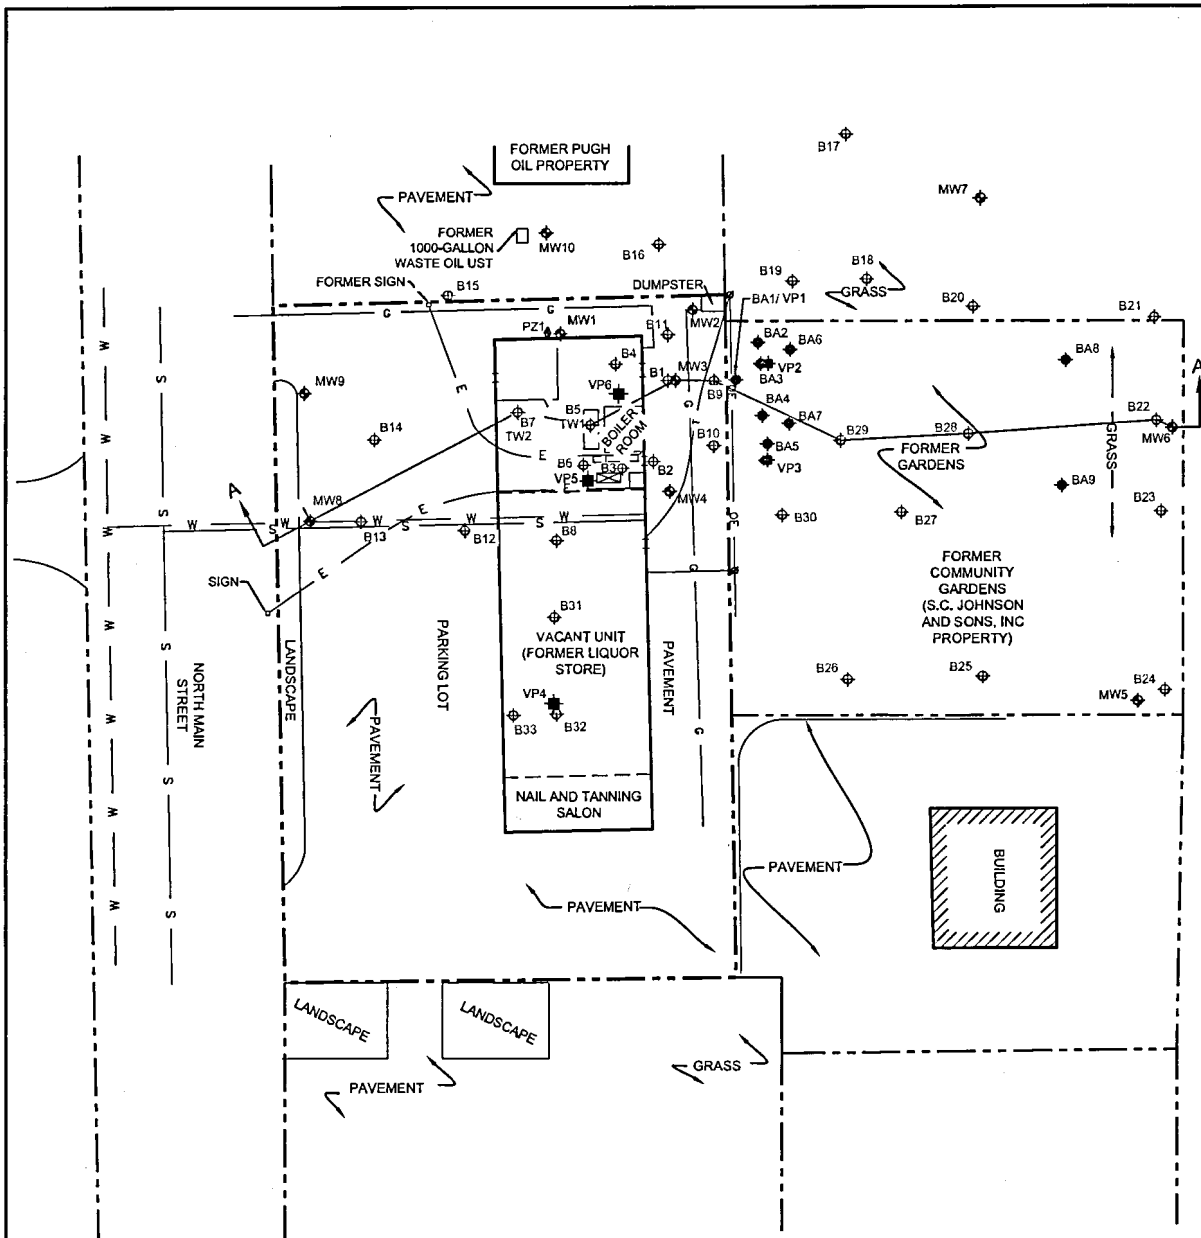 FORMER PUGH
OIL PROPERTY
B17
PAVEMENT
MW7
FORMER
1000-GALLON
WASTE OIL UST
MW10
B16
B19
B18
FORMER SIGN
B15
DUMPSTER
BA1/ VP1
GRASS
B20
B21
G
G
PZ1
MW1
B11
MW2
BA2
BA6
BA8
B4
B1
MW3
VP2
BA3
B9
A'
MW9
E
VP6
G
OE
W
S
B7
TW2
B5
TW1
BOILER
ROOM
BA4
BA7
B29
B28
B22
MW6
GRASS
B14
B10
BA5
FORMER
GARDENS
E
B6
B3
B2
VP5
VP3
BA9
A
MW8
E
E
MW4
OE
B30
B27
B23
W
S
W
S
W
S
W
S
W
B13
B12
B8
G
FORMER
COMMUNITY
GARDENS
(S.C. JOHNSON
AND SONS, INC
PROPERTY)
SIGN
E
B31
VACANT UNIT
(FORMER LIQUOR
STORE)
W
S
NORTH MAIN
STREET
LANDSCAPE
PARKING LOT
PAVEMENT
B26
B25
B24
MW5
VP4
B33
B32
PAVEMENT
G
W
S
NAIL AND TANNING
SALON
PAVEMENT
BUILDING
W
S
PAVEMENT
LANDSCAPE
LANDSCAPE
PAVEMENT
GRASS